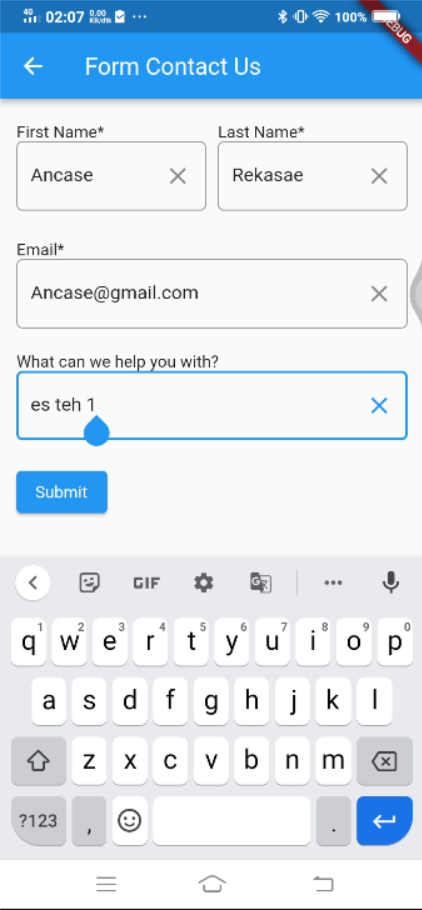 4G 02:07 0.00 KB/s ... 100%
DEBUG
Form Contact Us
First Name* Last Name*
Ancase Rekasae
Email*
Ancase@gmail.com
What can we help you with?
es teh 1
Submit
GIF G
1 2 3 4 5 6 7 8 9 0
q w e r t y u i o p
a s d f g h j k l
z x c v b n m
?123 , .